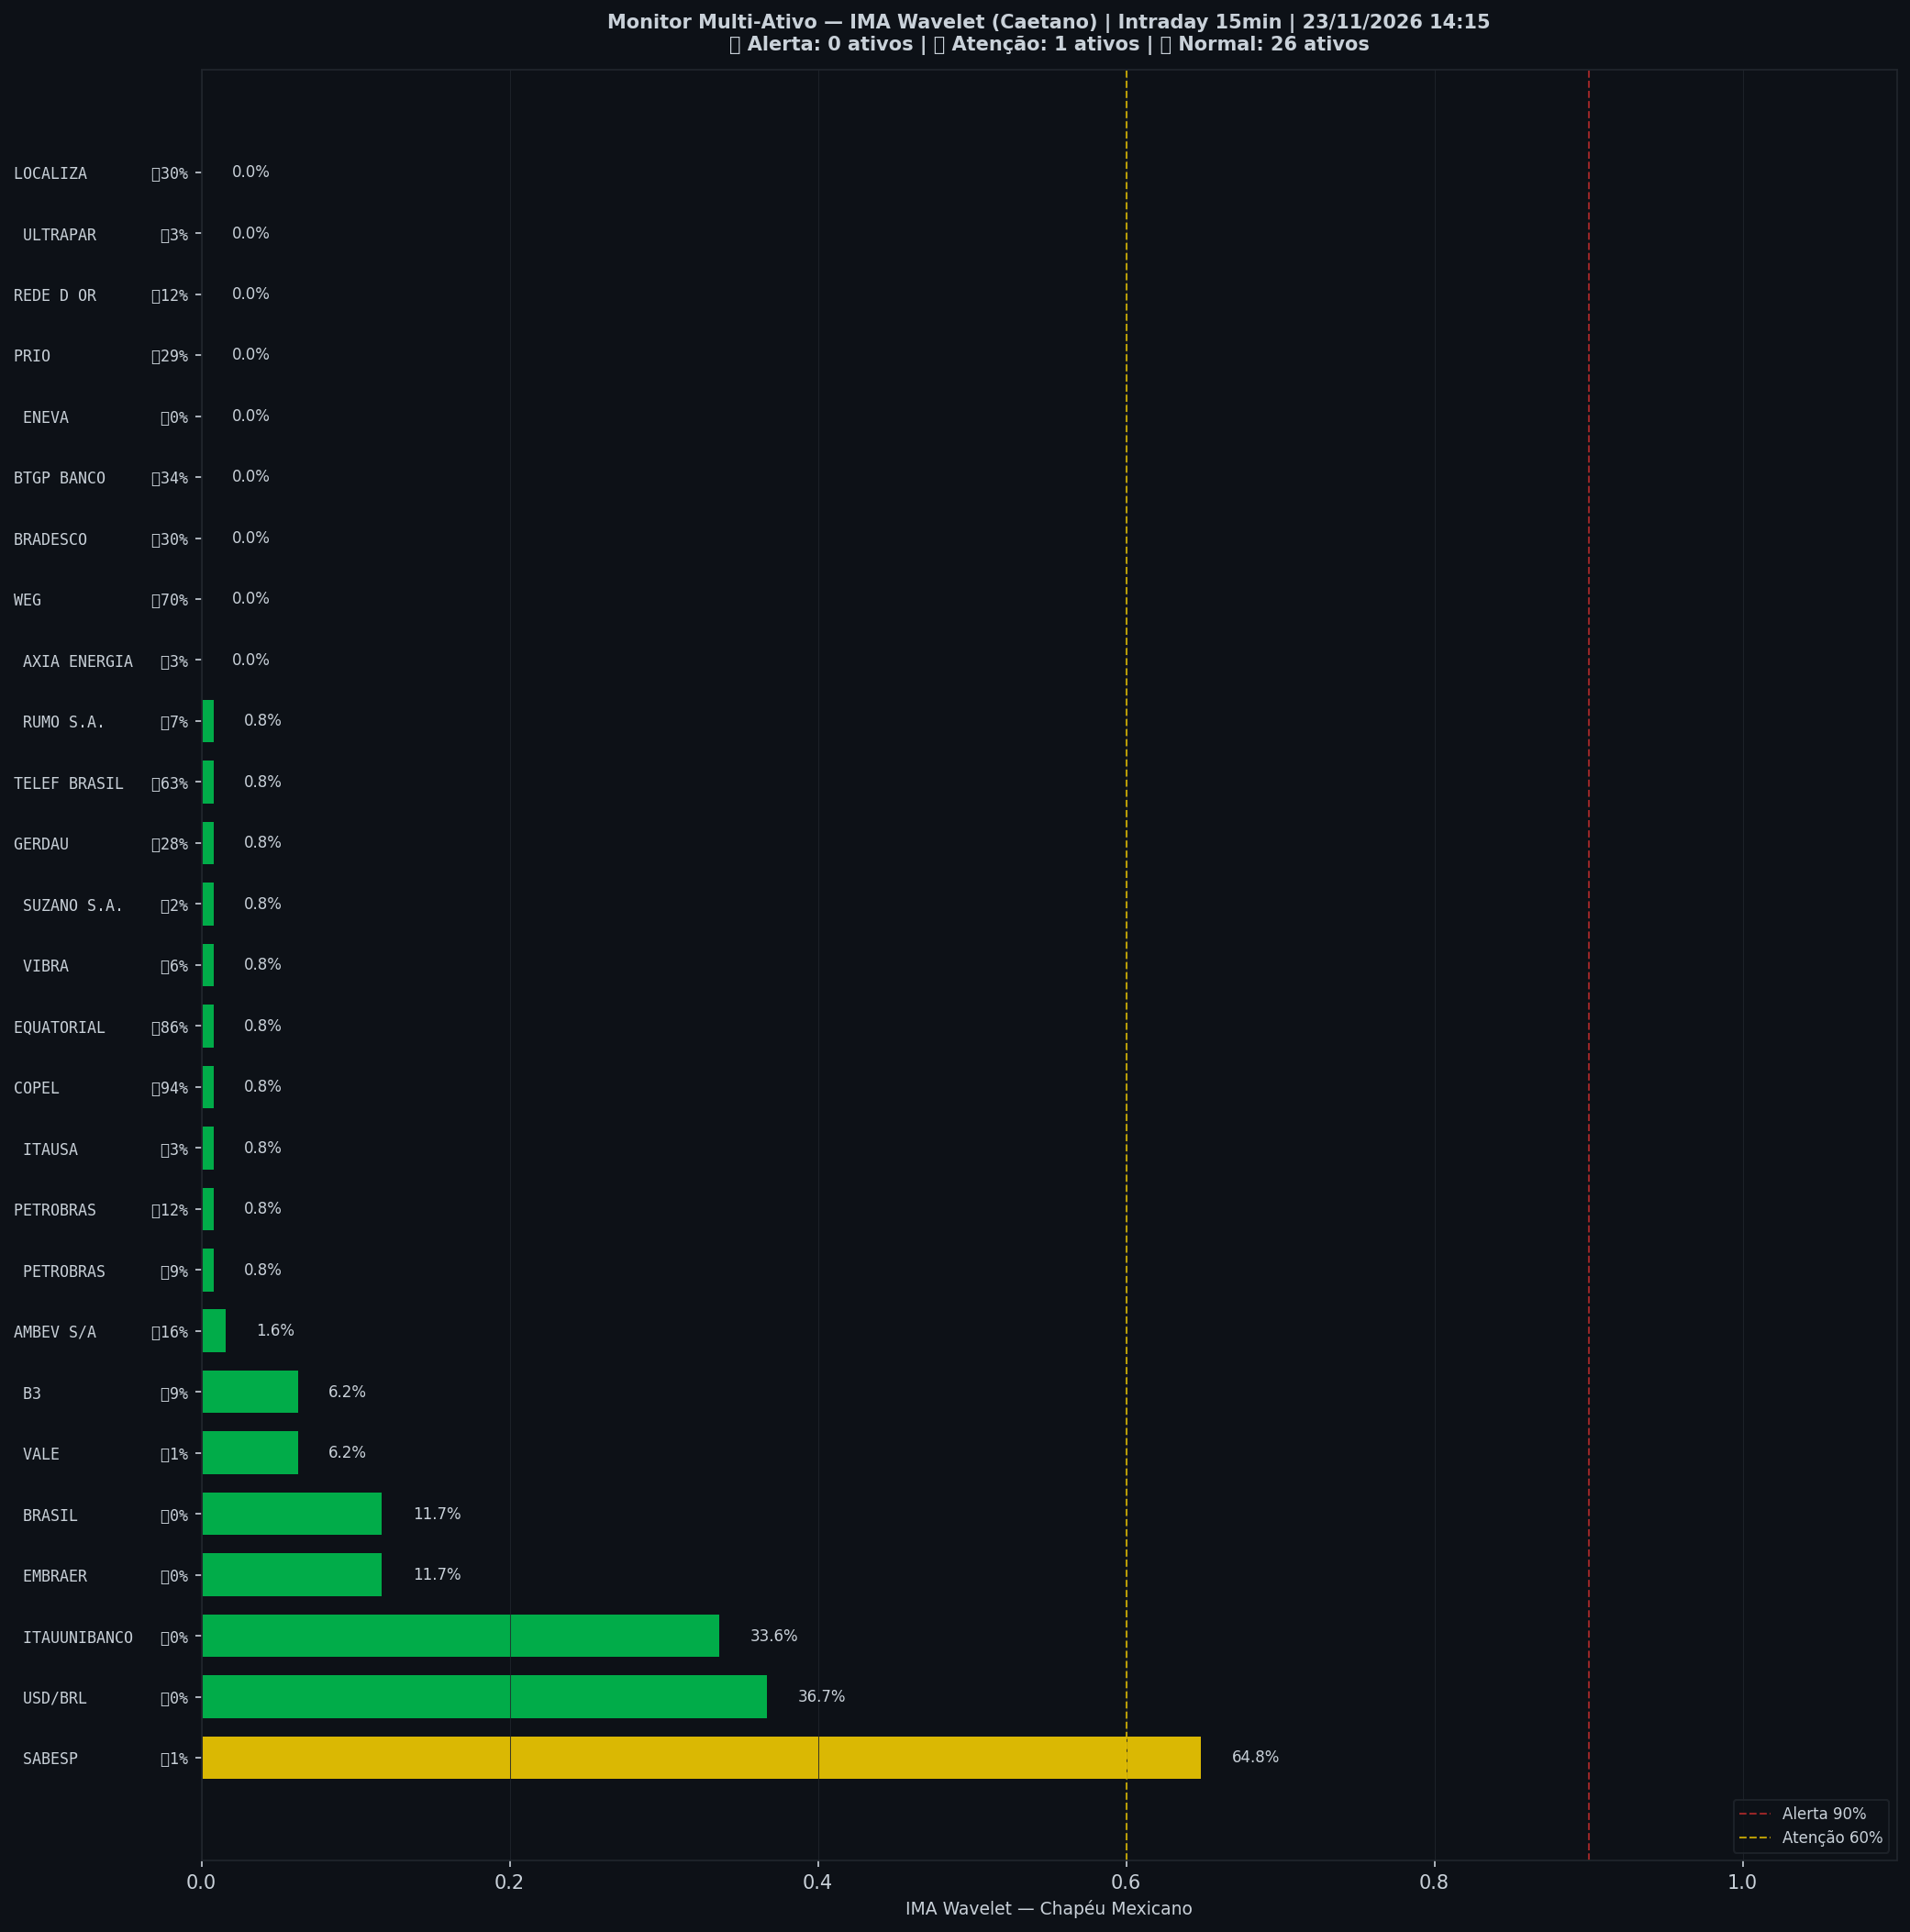 Monitor Multi-Ativo — IMA Wavelet (Caetano) | Intraday 15min | 23/11/2026 14:15
▯ Alerta: 0 ativos | ▯ Atenção: 1 ativos | ▯ Normal: 26 ativos
LOCALIZA ▯30% 0.0%
ULTRAPAR ▯3% 0.0%
REDE D OR ▯12% 0.0%
PRIO ▯29% 0.0%
ENEVA ▯0% 0.0%
BTGP BANCO ▯34% 0.0%
BRADESCO ▯30% 0.0%
WEG ▯70% 0.0%
AXIA ENERGIA ▯3% 0.0%
RUMO S.A. ▯7% 0.8%
TELEF BRASIL ▯63% 0.8%
GERDAU ▯28% 0.8%
SUZANO S.A. ▯2% 0.8%
VIBRA ▯6% 0.8%
EQUATORIAL ▯86% 0.8%
COPEL ▯94% 0.8%
ITAUSA ▯3% 0.8%
PETROBRAS ▯12% 0.8%
PETROBRAS ▯9% 0.8%
AMBEV S/A ▯16% 1.6%
B3 ▯9% 6.2%
VALE ▯1% 6.2%
BRASIL ▯0% 11.7%
EMBRAER ▯0% 11.7%
ITAUUNIBANCO ▯0% 33.6%
USD/BRL ▯0% 36.7%
SABESP ▯1% 64.8%
Alerta 90%
Atenção 60%
0.0 0.2 0.4 0.6 0.8 1.0
IMA Wavelet — Chapéu Mexicano